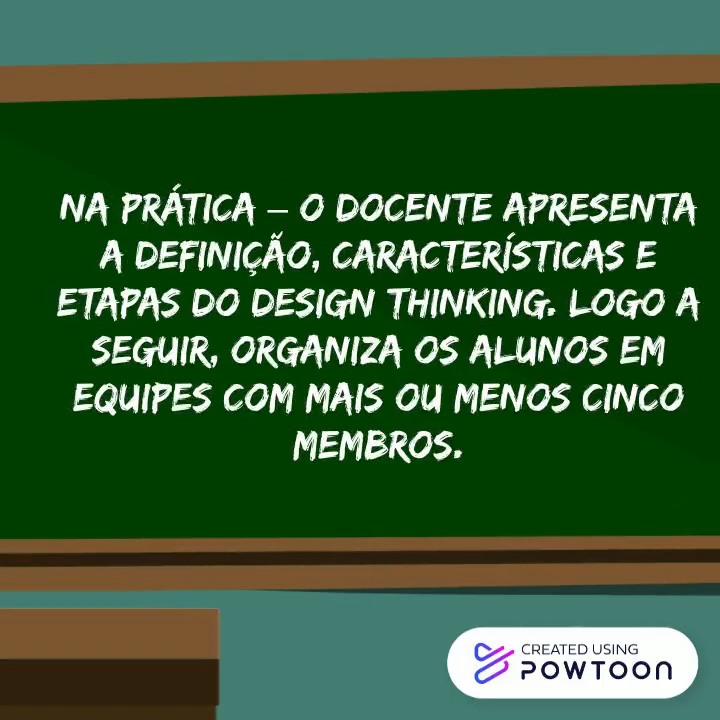 NA PRÁTICA – O DOCENTE APRESENTA
A DEFINIÇÃO, CARACTERÍSTICAS E
ETAPAS DO DESIGN THINKING. LOGO A
SEGUIR, ORGANIZA OS ALUNOS EM
EQUIPES COM MAIS OU MENOS CINCO
MEMBROS.
CREATED USING
POWTOON